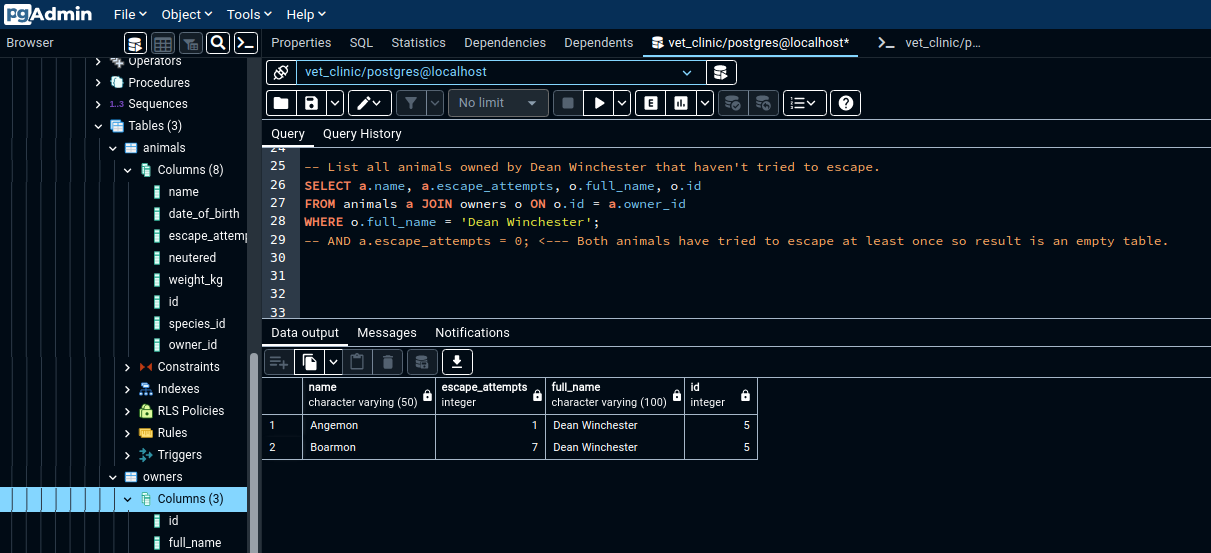 pgAdmin File Object Tools Help
Browser
Properties SQL Statistics Dependencies Dependents vet_clinic/postgres@localhost* vet_clinic/p...
Operators
Procedures
1..3 Sequences
Tables (3)
animals
Columns (8)
name
date_of_birth
escape_attemp
neutered
weight_kg
id
species_id
owner_id
Constraints
Indexes
RLS Policies
Rules
Triggers
owners
Columns (3)
id
full_name
vet_clinic/postgres@localhost
No limit E
Query Query History
24
25 -- List all animals owned by Dean Winchester that haven't tried to escape.
26 SELECT a.name, a.escape_attempts, o.full_name, o.id
27 FROM animals a JOIN owners o ON o.id = a.owner_id
28 WHERE o.full_name = 'Dean Winchester';
29 -- AND a.escape_attempts = 0; <--- Both animals have tried to escape at least once so result is an empty table.
30
31
32
33
Data output Messages Notifications
name escape_attempts full_name id
character varying (50) integer character varying (100) integer
1 Angemon 1 Dean Winchester 5
2 Boarmon 7 Dean Winchester 5